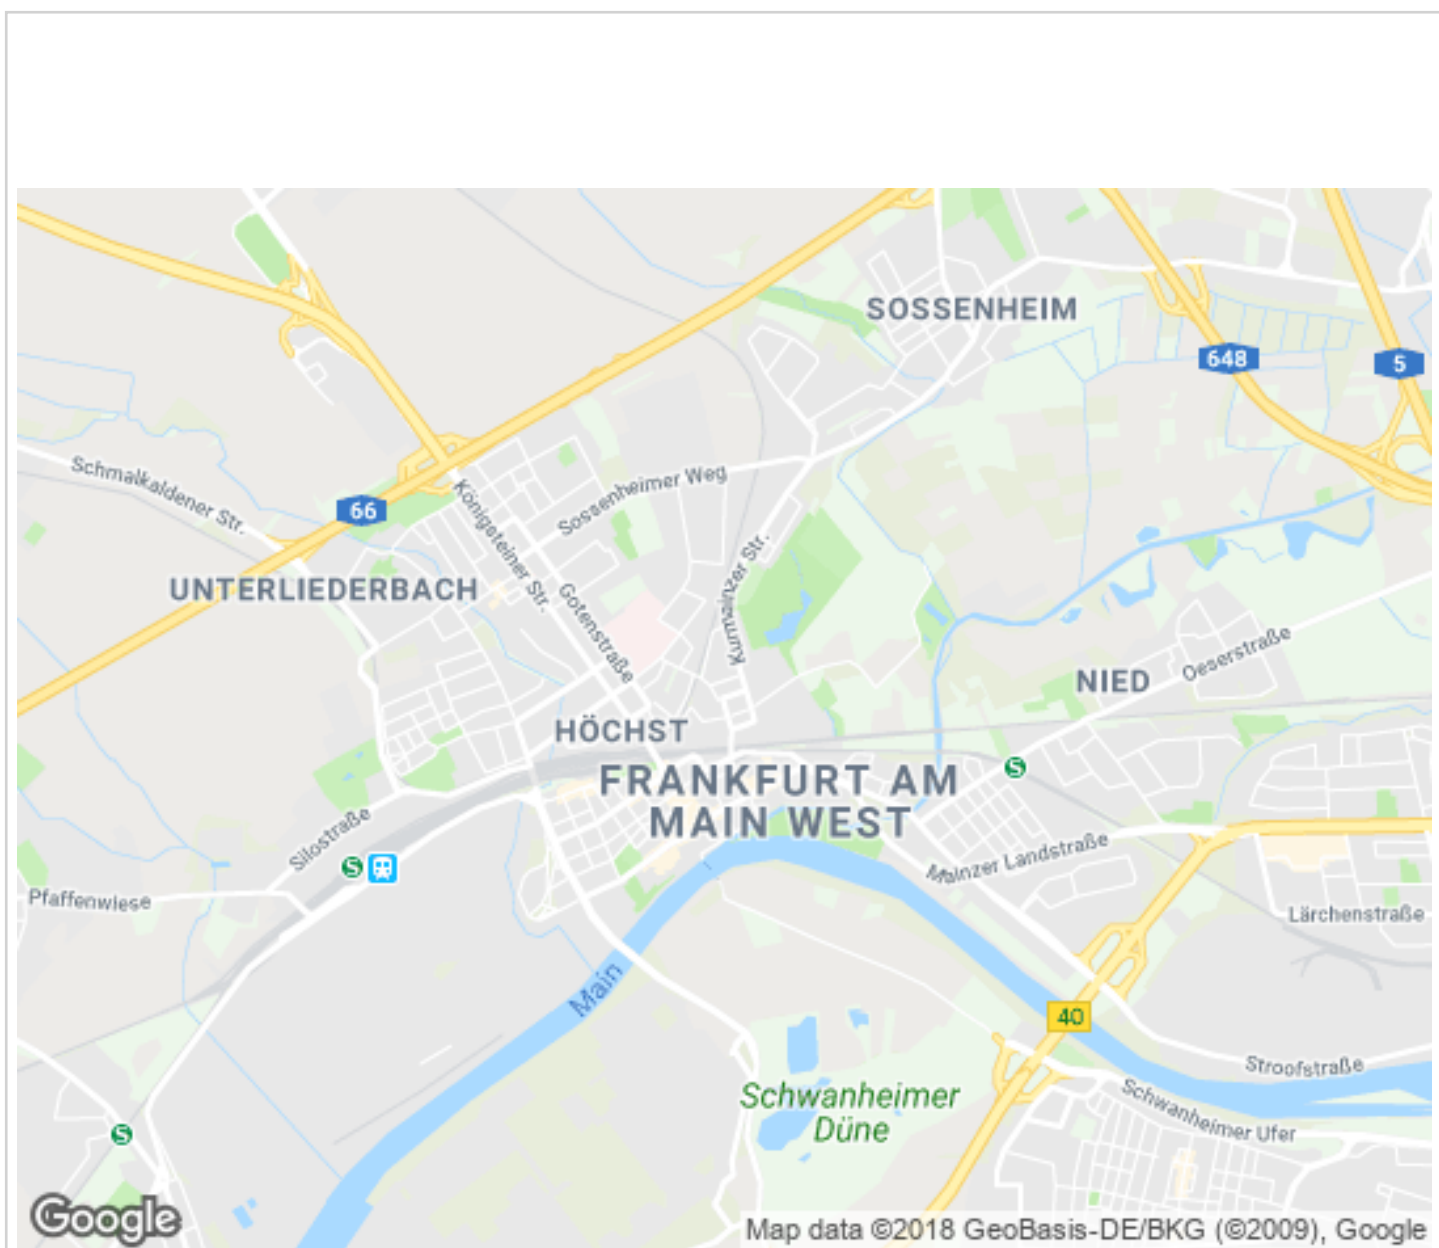 SOSSENHEIM
648
5
Schmalkaldener Str.
Sossenheimer Weg
Königsteiner Str.
66
Kurmainzer Str.
UNTERLIEDERBACH
Gotenstraße
Oeserstraße
NIED
HÖCHST
S
FRANKFURT AM
MAIN WEST
Silostraße
Mainzer Landstraße
S
Pfaffenwiese
Lärchenstraße
Main
40
Stroofstraße
Schwanheimer
Düne
Schwanheimer Ufer
S
Google
Map data ©2018 GeoBasis-DE/BKG (©2009), Google